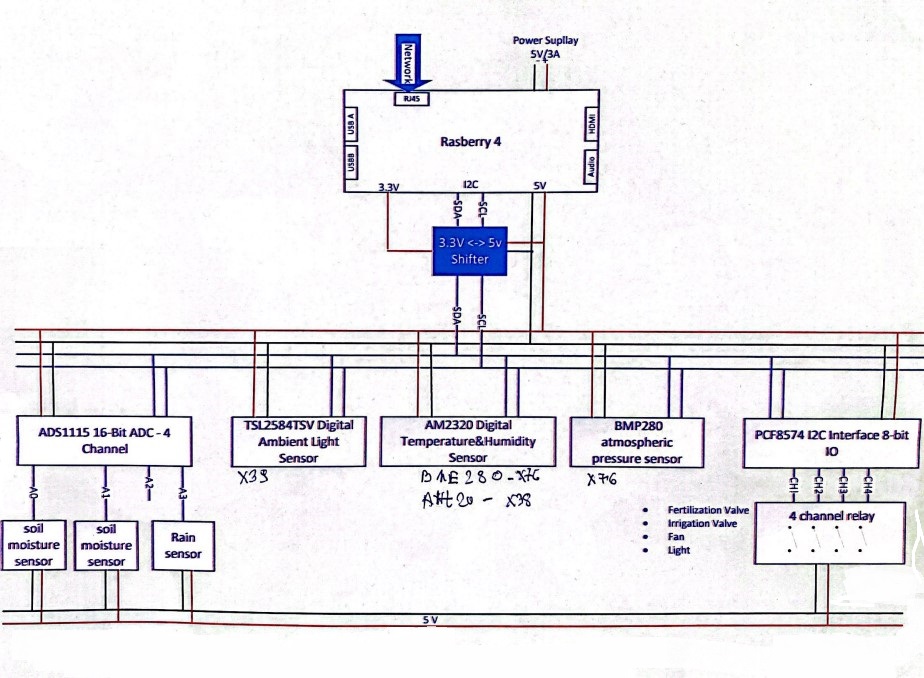 Power Supllay
5V/3A
- +
Network
RJ45
USB A
USBB
HDMI
Audio
Rasberry 4
3.3V
I2C
5V
SDA
SCL
3.3V <-> 5v
Shifter
SDA
SCL
ADS1115 16-Bit ADC - 4
Channel
TSL2584TSV Digital
Ambient Light
Sensor
X39
AM2320 Digital
Temperature&Humidity
Sensor
BME280-X76
AHt20 - X38
BMP280
atmospheric
pressure sensor
X76
PCF8574 I2C Interface 8-bit
IO
A0
A1
A2
A3
CH1
CH2
CH3
CH4
soil
moisture
sensor
soil
moisture
sensor
Rain
sensor
• Fertilization Valve
• Irrigation Valve
• Fan
• Light
4 channel relay
5 V